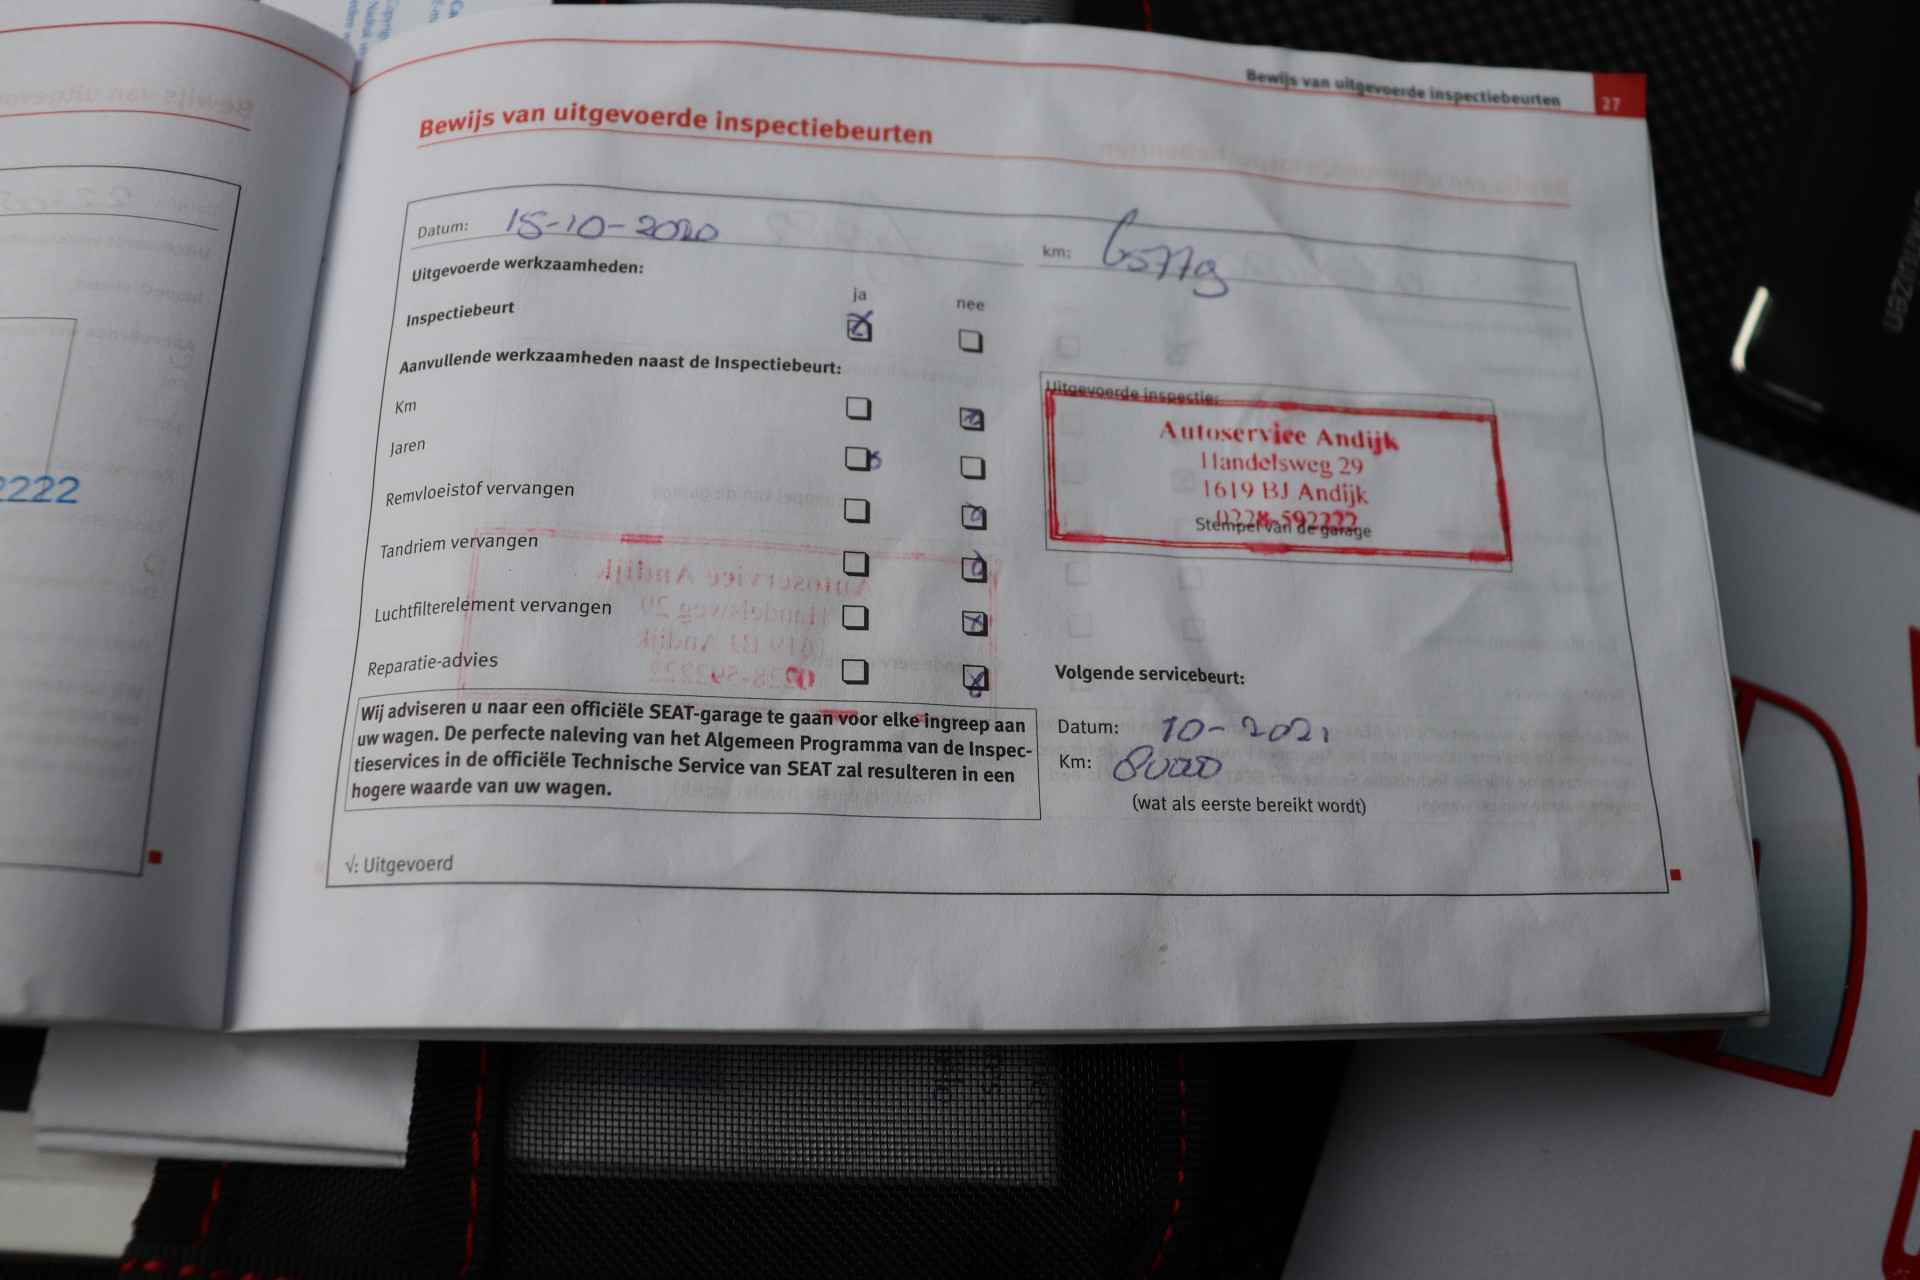 Bewijs van uitgevoerde inspectiebeurten
27
Bewijs van uitgevoerde inspectiebeurten
Datum: 15-10-2020
km: 65779
Uitgevoerde werkzaamheden:
ja
nee
Inspectiebeurt
Aanvullende werkzaamheden naast de Inspectiebeurt:
Km
Jaren
Remvloeistof vervangen
Tandriem vervangen
Luchtfilterelement vervangen
Reparatie-advies
Uitgevoerde inspectie:
Autoserviee Andijk
Handelsweg 29
1619 BJ Andijk
0228-592222
Stempel van de garage
Wij adviseren u naar een officiële SEAT-garage te gaan voor elke ingreep aan
uw wagen. De perfecte naleving van het Algemeen Programma van de Inspec-
tieservices in de officiële Technische Service van SEAT zal resulteren in een
hogere waarde van uw wagen.
Volgende servicebeurt:
Datum: 10-2021
Km: 80000
(wat als eerste bereikt wordt)
√: Uitgevoerd
2222